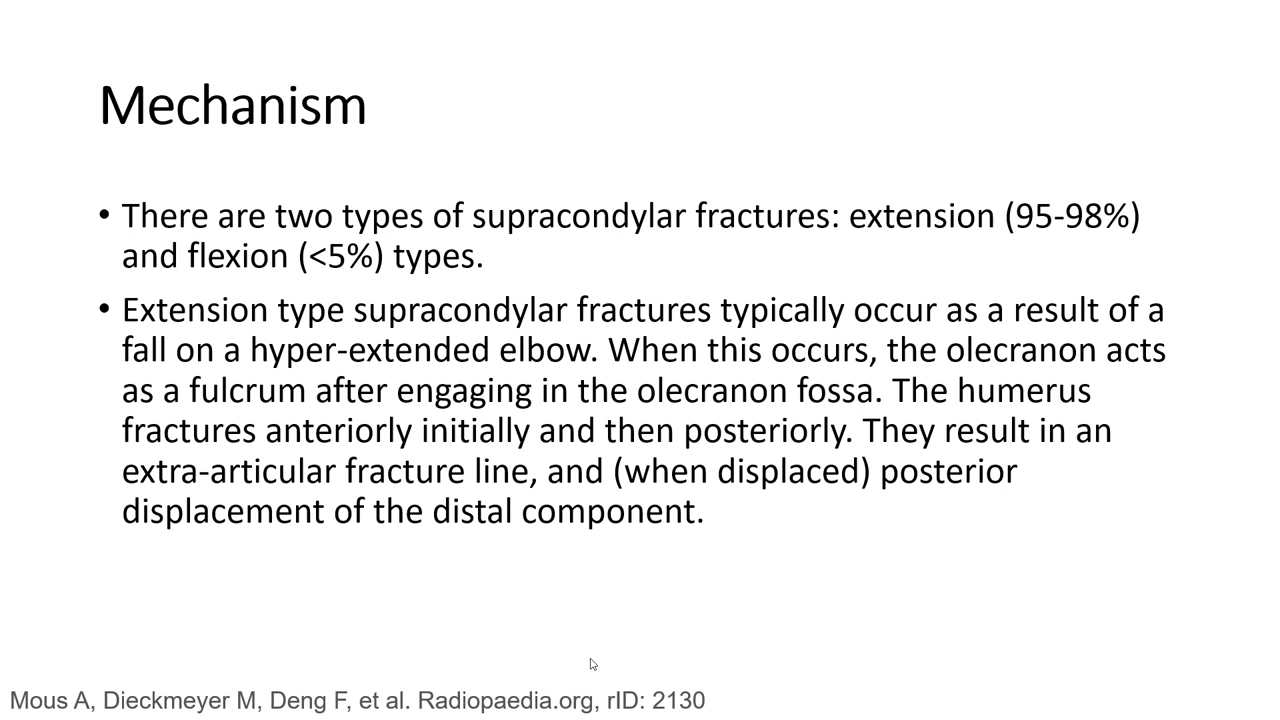 Mechanism
• There are two types of supracondylar fractures: extension (95-98%)
and flexion (<5%) types.
• Extension type supracondylar fractures typically occur as a result of a
fall on a hyper-extended elbow. When this occurs, the olecranon acts
as a fulcrum after engaging in the olecranon fossa. The humerus
fractures anteriorly initially and then posteriorly. They result in an
extra-articular fracture line, and (when displaced) posterior
displacement of the distal component.
Mous A, Dieckmeyer M, Deng F, et al. Radiopaedia.org, rID: 2130